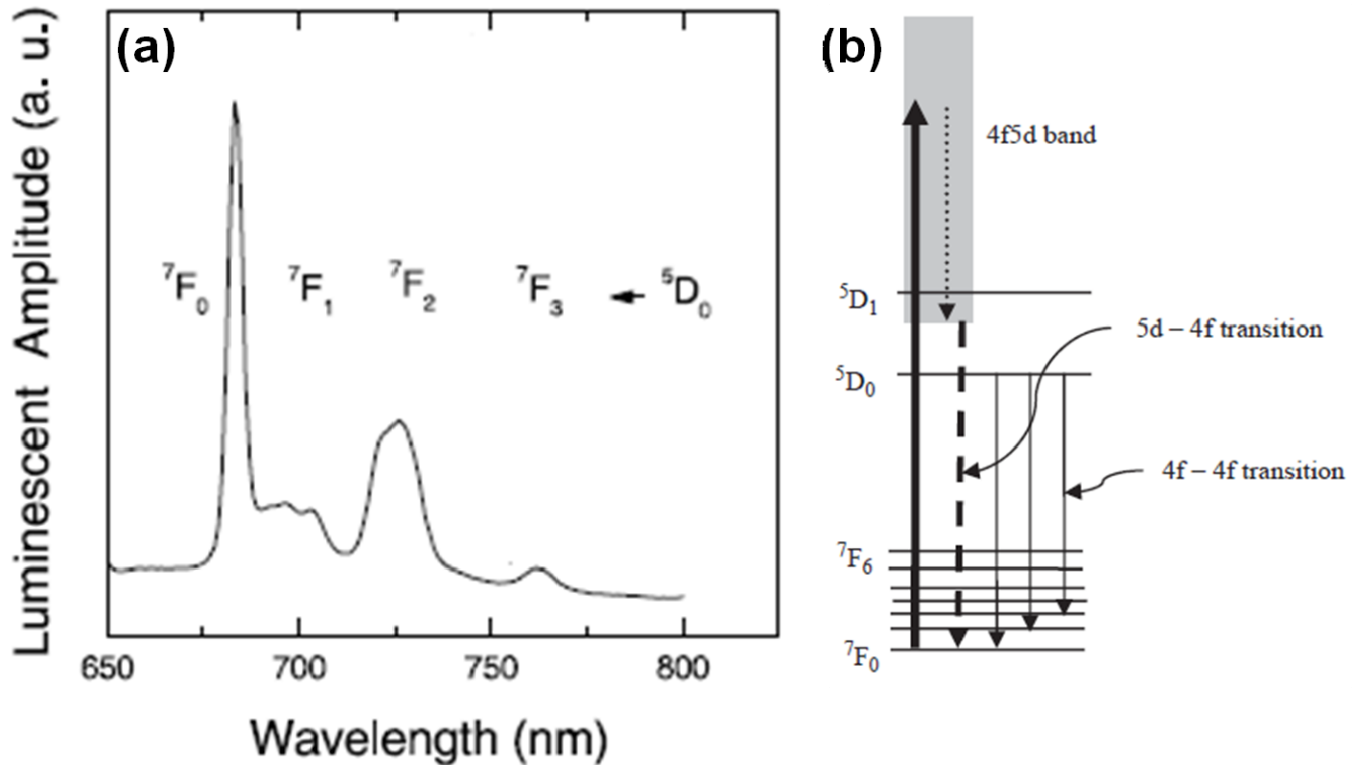 (a)
Luminescent Amplitude (a. u.)
⁷F₀ ⁷F₁ ⁷F₂ ⁷F₃ ← ⁵D₀
650 700 750 800
Wavelength (nm)
(b)
4f5d band
⁵D₁
5d – 4f transition
⁵D₀
4f – 4f transition
⁷F₆
⁷F₀